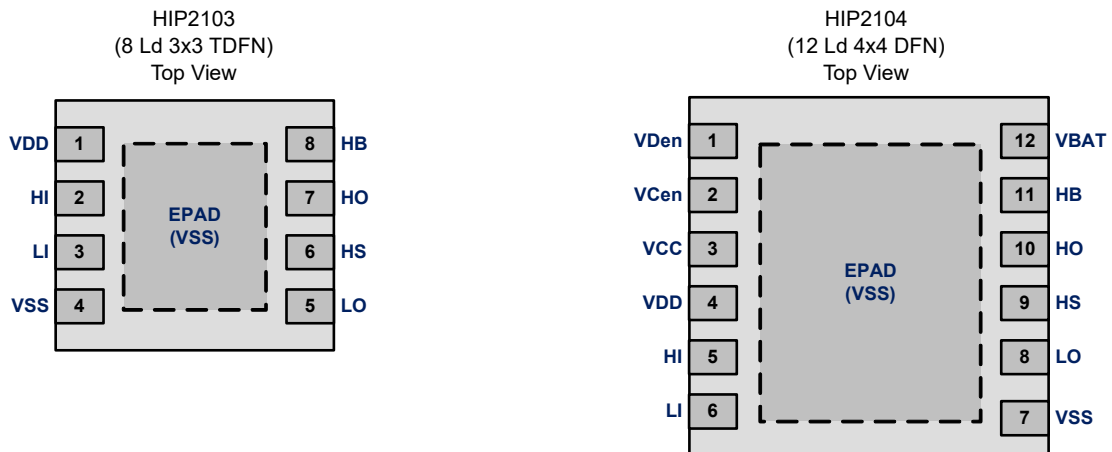 HIP2103
(8 Ld 3x3 TDFN)
Top View
VDD 1
HI 2
LI 3
VSS 4
EPAD
(VSS)
8 HB
7 HO
6 HS
5 LO
HIP2104
(12 Ld 4x4 DFN)
Top View
VDen 1
VCen 2
VCC 3
VDD 4
HI 5
LI 6
EPAD
(VSS)
12 VBAT
11 HB
10 HO
9 HS
8 LO
7 VSS